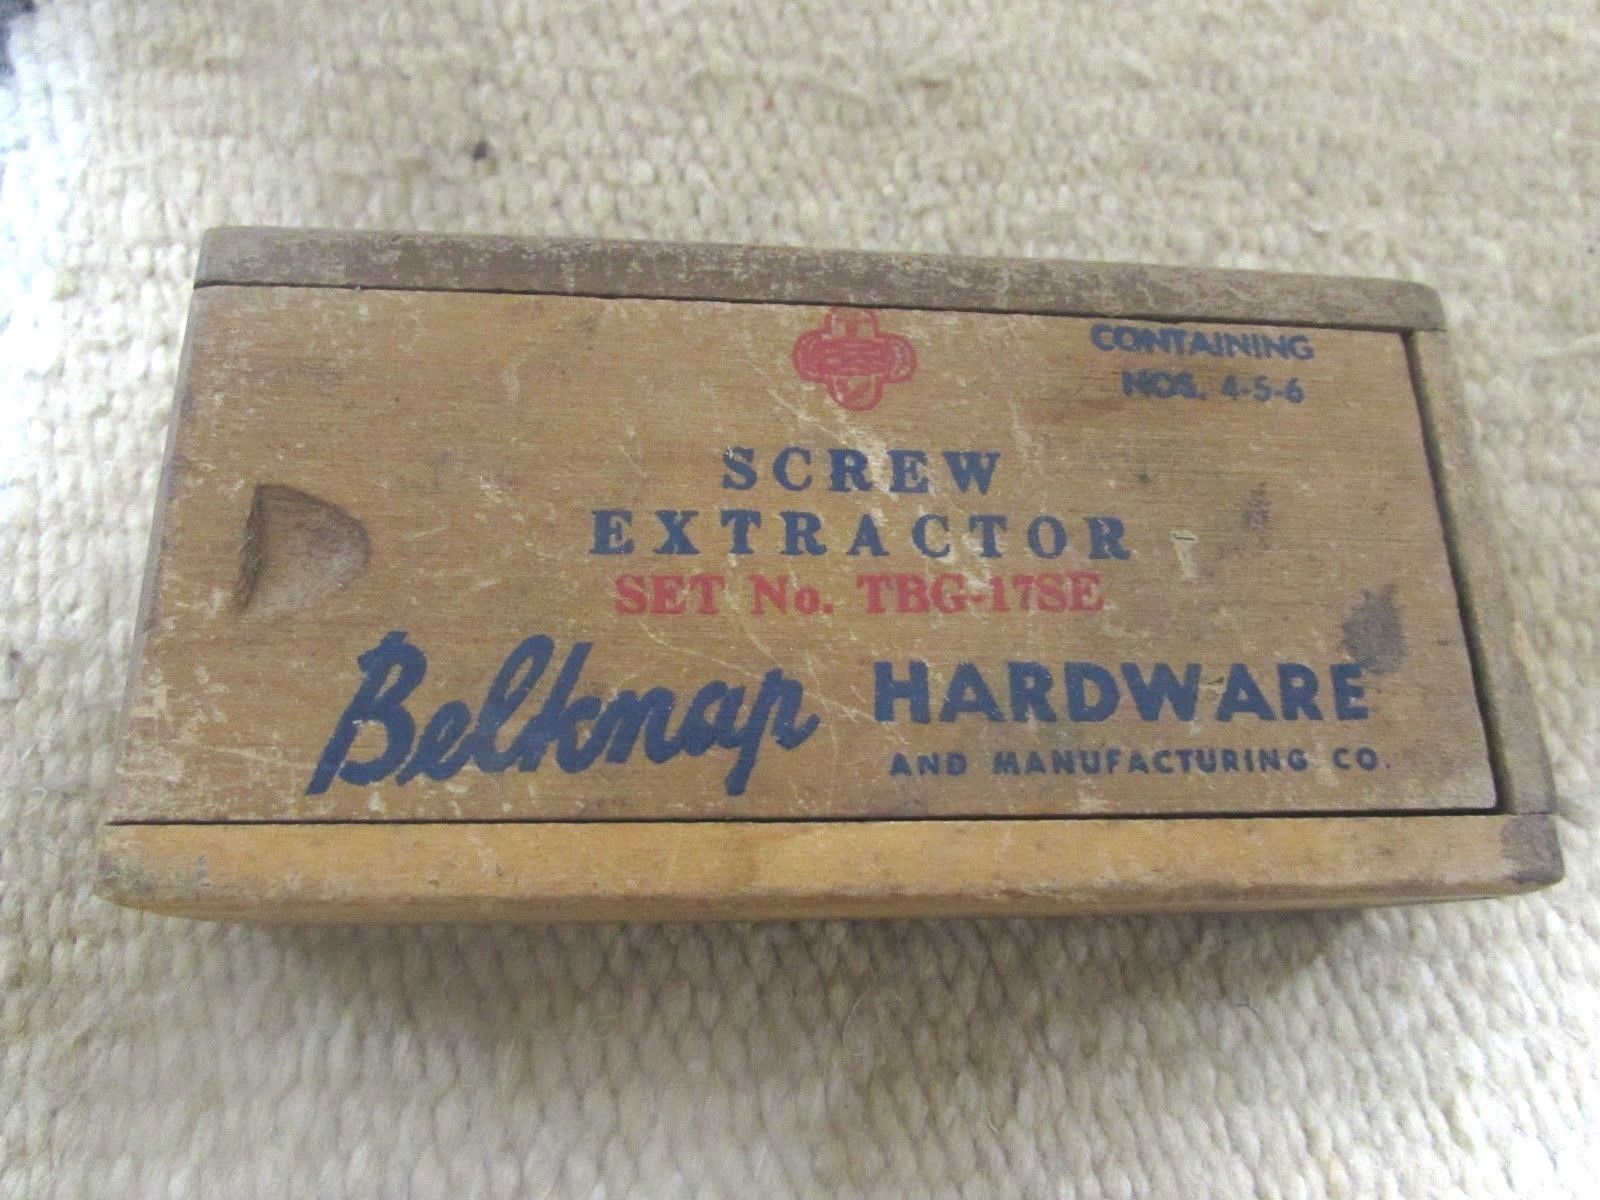 CONTAINING
NOS. 4-5-6
SCREW
EXTRACTOR
SET No. TBG-17SE
Belknap HARDWARE
AND MANUFACTURING CO.